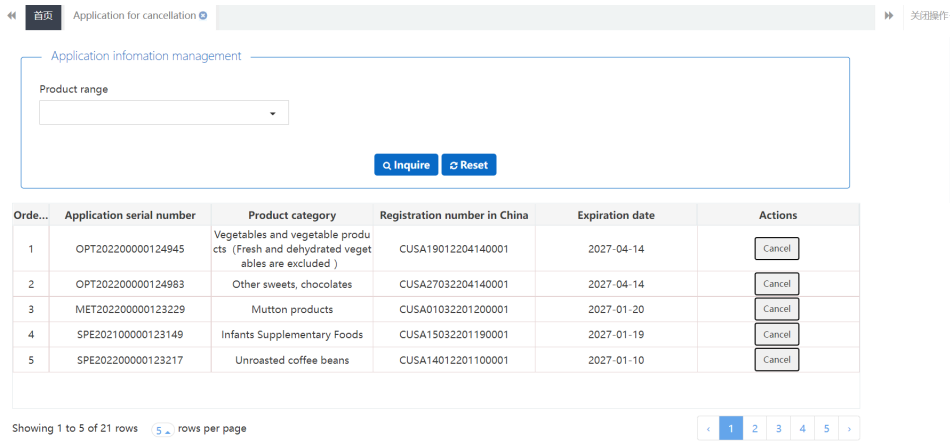 首页 Application for cancellation 关闭操作
Application infomation management
Product range
Inquire Reset
Orde... Application serial number Product category Registration number in China Expiration date Actions
1 OPT202200000124945 Vegetables and vegetable produ
cts（Fresh and dehydrated veget
ables are excluded ） CUSA19012204140001 2027-04-14 Cancel
2 OPT202200000124983 Other sweets, chocolates CUSA27032204140001 2027-04-14 Cancel
3 MET202200000123229 Mutton products CUSA01032201200001 2027-01-20 Cancel
4 SPE202100000123149 Infants Supplementary Foods CUSA15032201190001 2027-01-19 Cancel
5 SPE202200000123217 Unroasted coffee beans CUSA14012201100001 2027-01-10 Cancel
Showing 1 to 5 of 21 rows 5 rows per page ‹ 1 2 3 4 5 ›